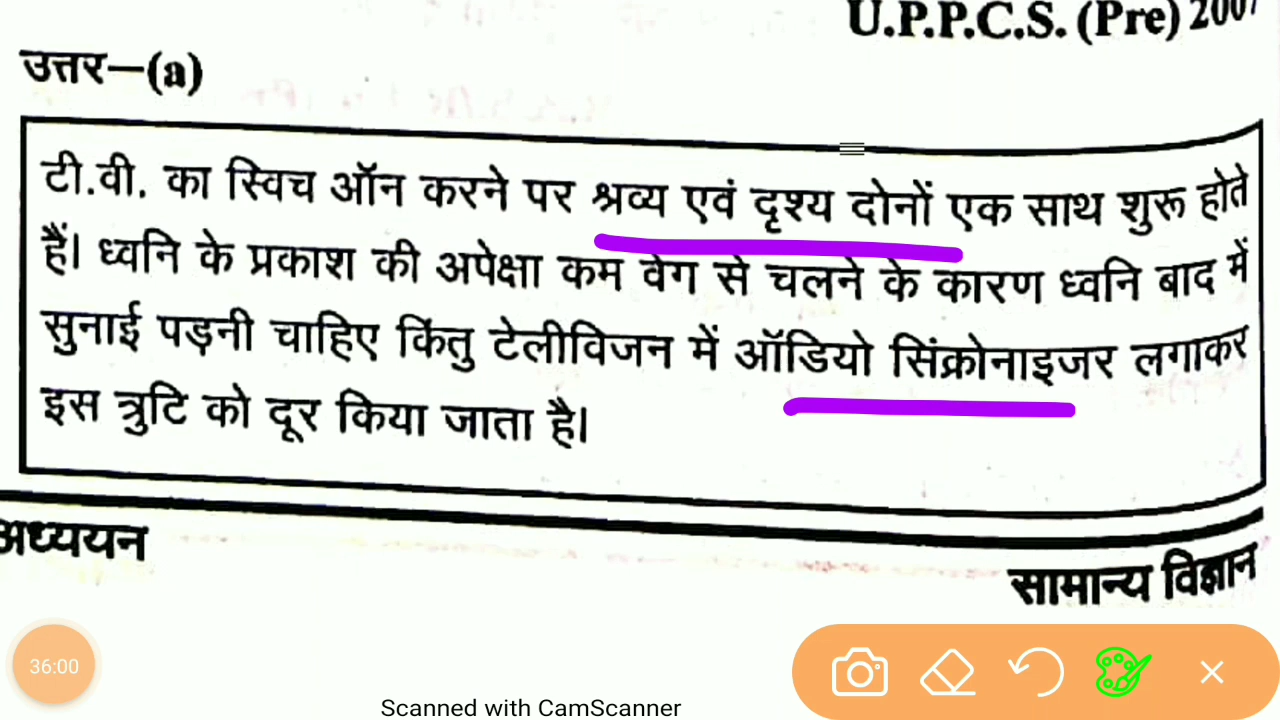 U.P.P.C.S. (Pre) 2007
उत्तर–(a)
टी.वी. का स्विच ऑन करने पर श्रव्य एवं दृश्य दोनों एक साथ शुरू होते
हैं। ध्वनि के प्रकाश की अपेक्षा कम वेग से चलने के कारण ध्वनि बाद में
सुनाई पड़नी चाहिए किंतु टेलीविजन में ऑडियो सिंक्रोनाइजर लगाकर
इस त्रुटि को दूर किया जाता है।
अध्ययन
सामान्य विज्ञान
36:00
Scanned with CamScanner